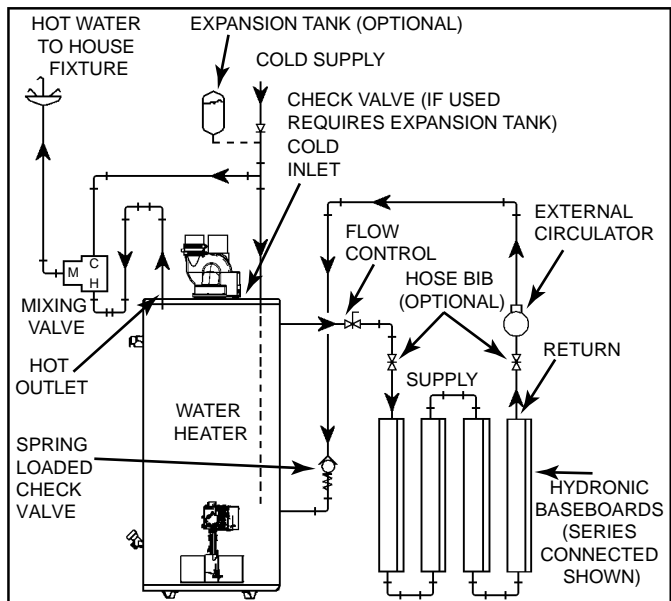 HOT WATER
TO HOUSE
FIXTURE
EXPANSION TANK (OPTIONAL)
COLD SUPPLY
CHECK VALVE (IF USED
REQUIRES EXPANSION TANK)
COLD
INLET
FLOW
CONTROL
EXTERNAL
CIRCULATOR
HOSE BIB
(OPTIONAL)
M
C
H
MIXING
VALVE
HOT
OUTLET
RETURN
SUPPLY
WATER
HEATER
SPRING
LOADED
CHECK
VALVE
HYDRONIC
BASEBOARDS
(SERIES
CONNECTED
SHOWN)